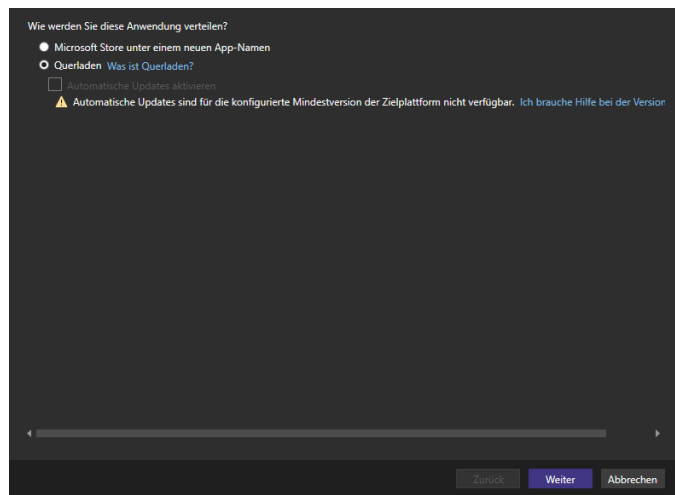 Wie werden Sie diese Anwendung verteilen?
Microsoft Store unter einem neuen App-Namen
Querladen Was ist Querladen?
Automatische Updates aktivieren
Automatische Updates sind für die konfigurierte Mindestversion der Zielplattform nicht verfügbar. Ich brauche Hilfe bei der Version
Zurück Weiter Abbrechen